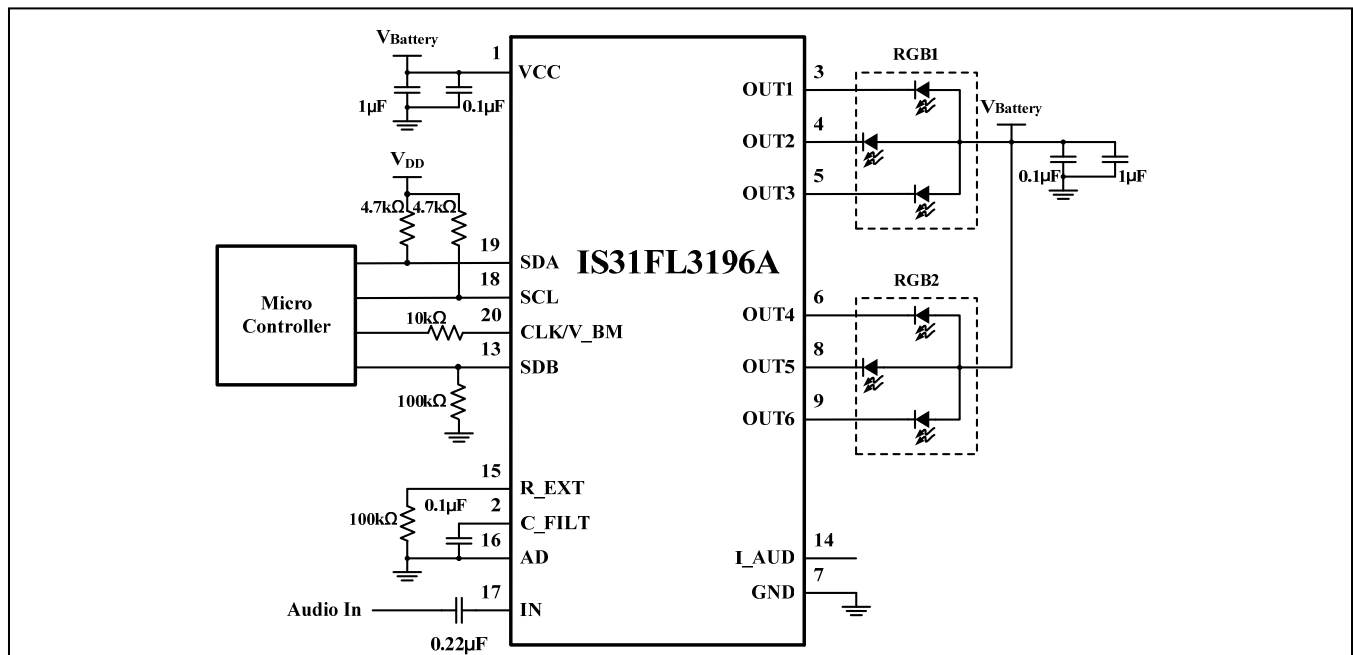 VBattery
1
VCC
1µF
0.1µF
VDD
4.7kΩ
4.7kΩ
Micro
Controller
19
SDA
18
SCL
10kΩ
20
CLK/V_BM
13
SDB
100kΩ
15
R_EXT
0.1µF
2
C_FILT
100kΩ
16
AD
17
Audio In
IN
0.22µF
IS31FL3196A
RGB1
3
OUT1
4
OUT2
5
OUT3
VBattery
0.1µF
1µF
RGB2
6
OUT4
8
OUT5
9
OUT6
14
I_AUD
7
GND